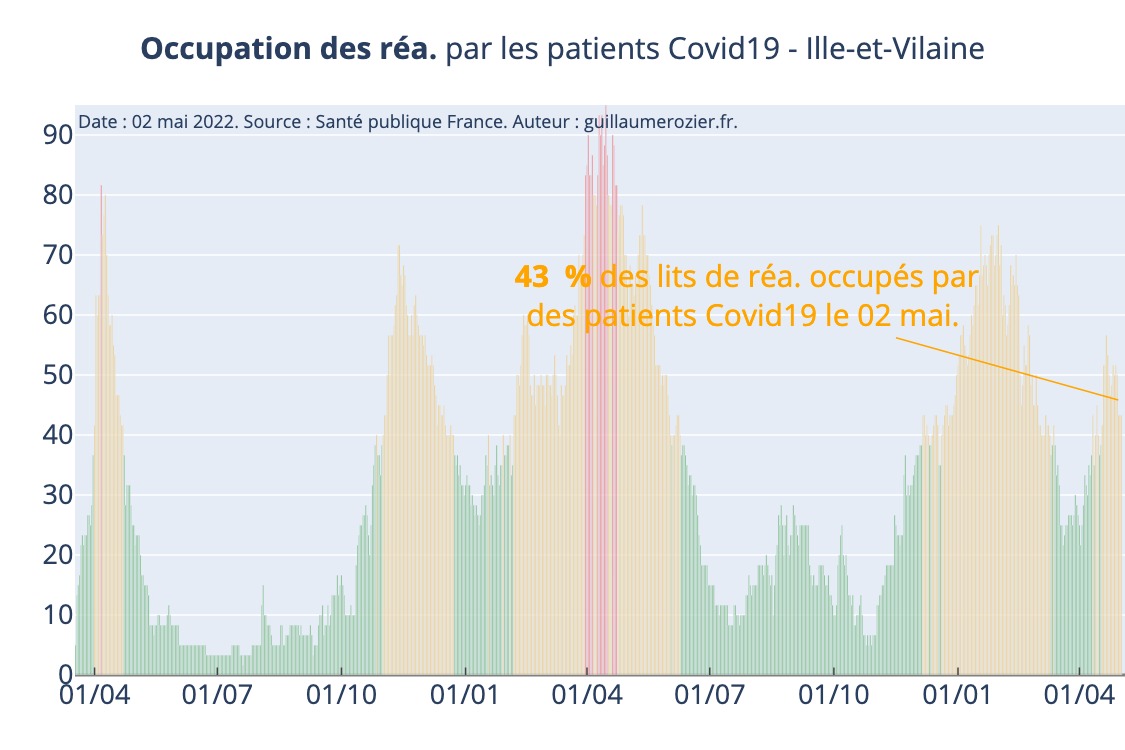 Occupation des réa. par les patients Covid19 - Ille-et-Vilaine
Date : 02 mai 2022. Source : Santé publique France. Auteur : guillaumerozier.fr.
90
80
70
43  % des lits de réa. occupés par
des patients Covid19 le 02 mai.
60
50
40
30
20
10
0
01/04 01/07 01/10 01/01 01/04 01/07 01/10 01/01 01/04